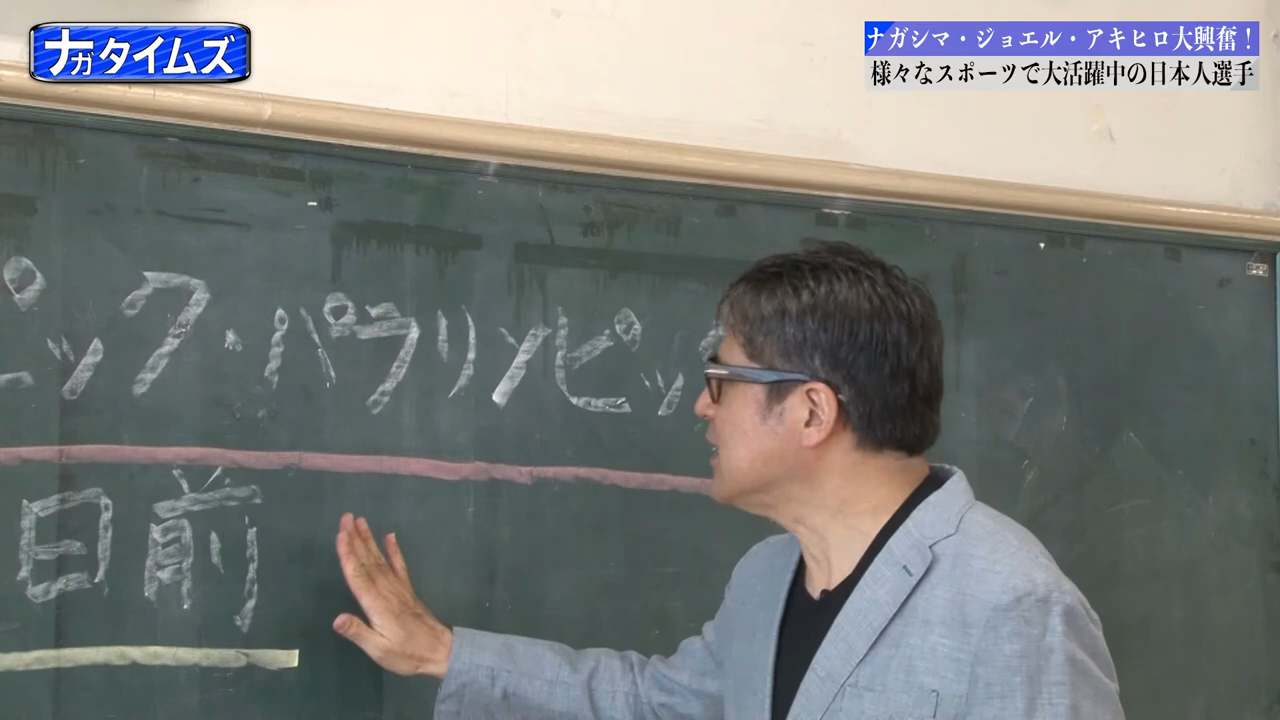 ナガタイムズ
ナガシマ・ジョエル・アキヒロ大興奮!
様々なスポーツで大活躍中の日本人選手
ピック・パラリンピッ
日前